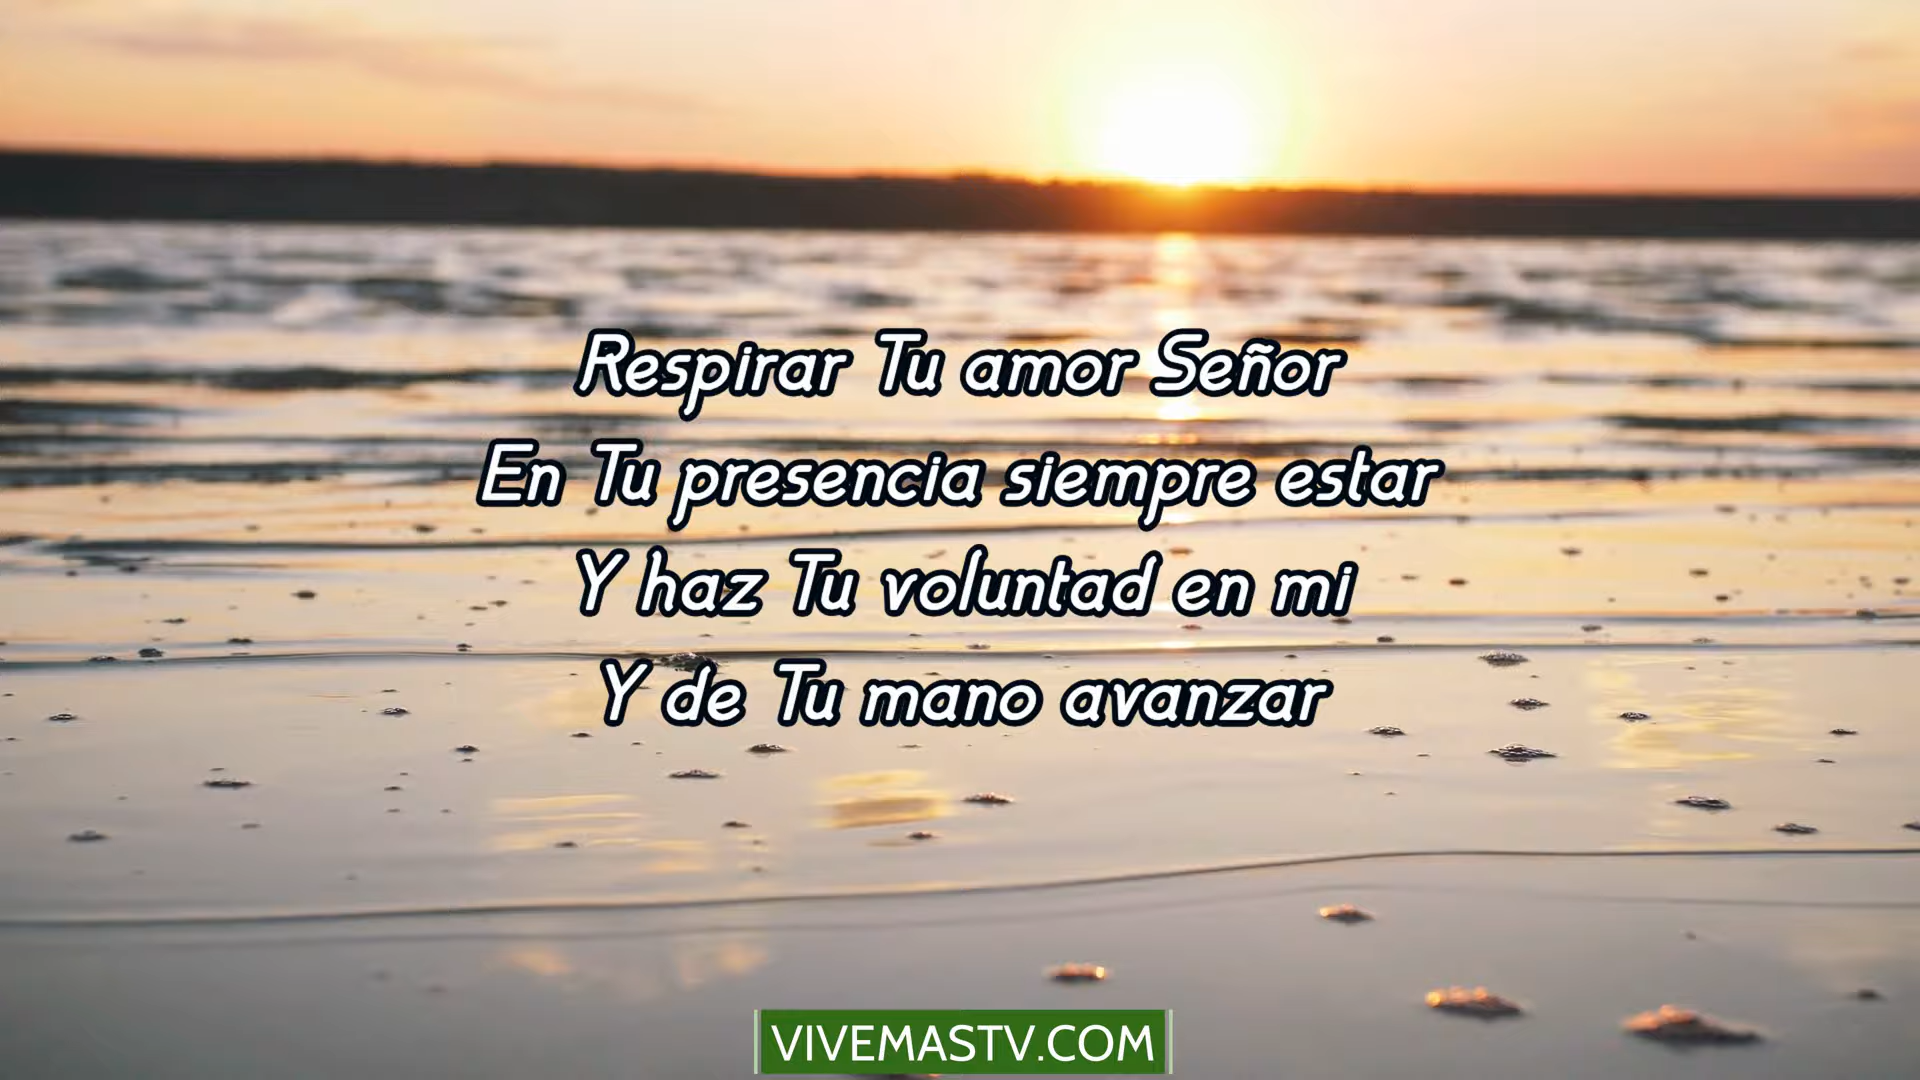 Respirar Tu amor Señor
En Tu presencia siempre estar
Y haz Tu voluntad en mi
Y de Tu mano avanzar
VIVEMASTV.COM